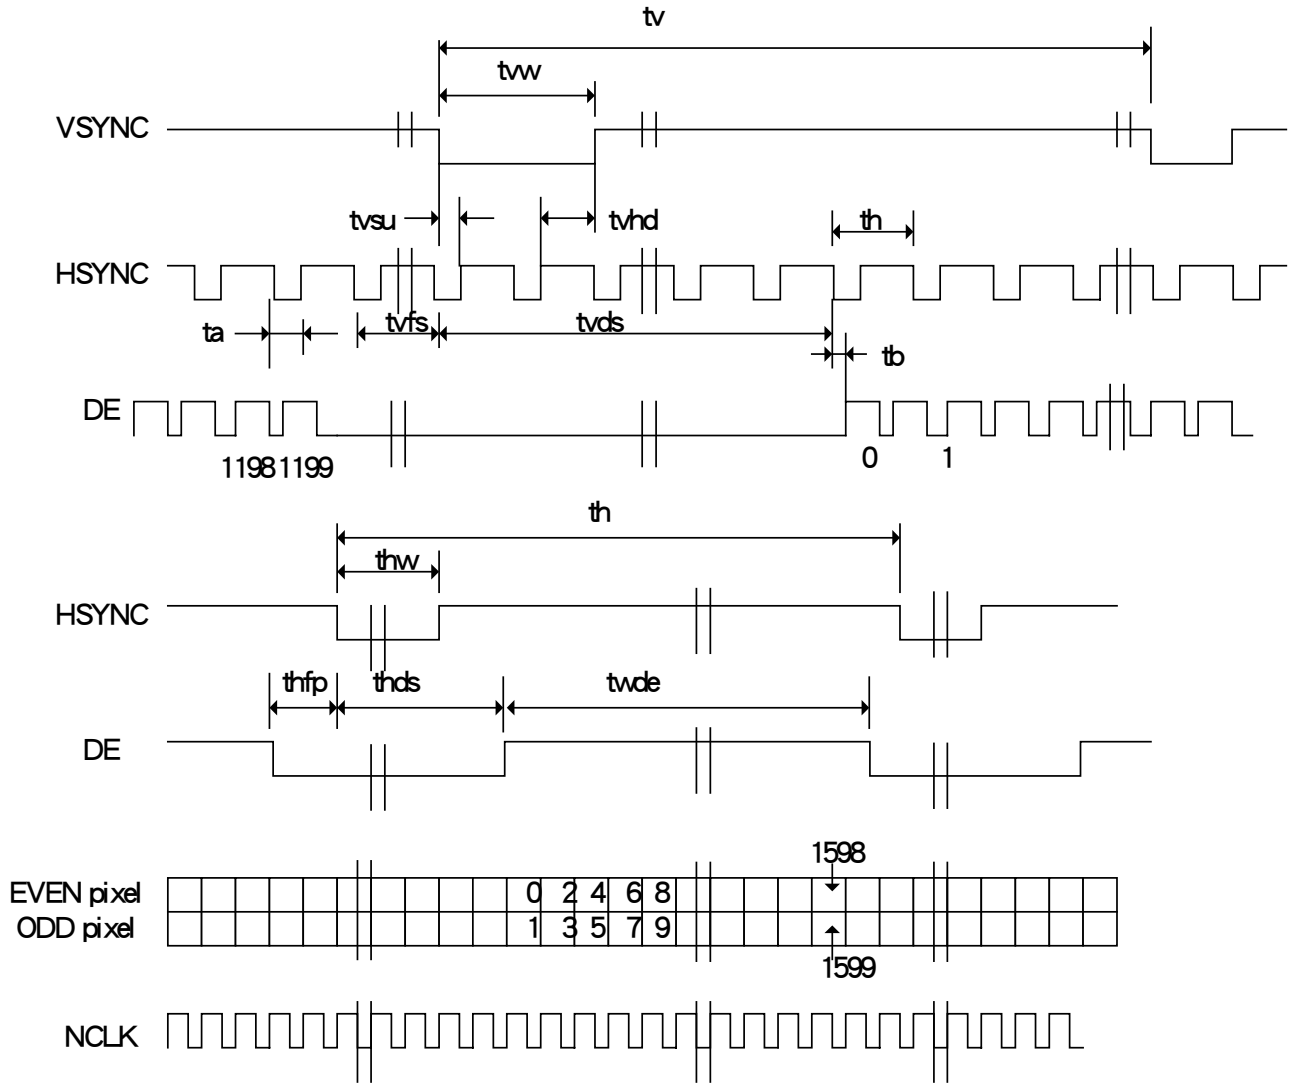 tv
tvw
VSYNC
tvsu
tvhd
th
HSYNC
ta
tvfs
tvds
tb
DE
1198 1199
0 1
th
thw
HSYNC
thfp
thds
twde
DE
1598
EVEN pixel 0 2 4 6 8
ODD pixel 1 3 5 7 9
1599
NCLK